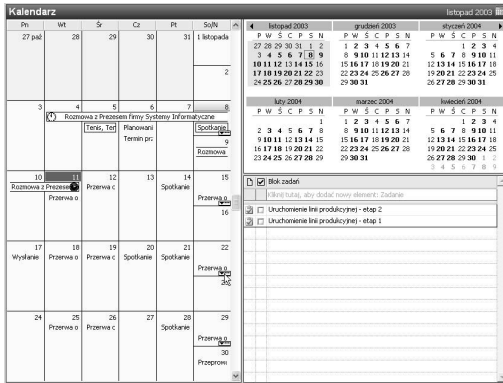 Kalendarz
listopad 2003
Pn Wt Śr Cz Pt So/N
27 paź 28 29 30 31 1 listopada
2
3 4 5 6 7 8
Rozmowa z Prezesem firmy Systemy Informatyczne
Tenis, Ter Planowani Spotkanie
Termin pr: 9
Rozmowa
10 11 12 13 14 15
Rozmowa z Prezese
Przerwa o Przerwa c Spotkanie Przerwa o
16
17 18 19 20 21 22
Wysłanie Przerwa o Przerwa c Spotkanie Spotkanie Przerwa o
24 25 26 27 28 29
Przerwa o Przerwa c Spotkanie Przerwa o
30
Przeprowi
listopad 2003
P W Ś C P S N
27 28 29 30 31 1 2
3 4 5 6 7 8 9
10 11 12 13 14 15 16
17 18 19 20 21 22 23
24 25 26 27 28 29 30
grudzień 2003
P W Ś C P S N
1 2 3 4 5 6 7
8 9 10 11 12 13 14
15 16 17 18 19 20 21
22 23 24 25 26 27 28
29 30 31
styczeń 2004
P W Ś C P S N
1 2 3 4
5 6 7 8 9 10 11
12 13 14 15 16 17 18
19 20 21 22 23 24 25
26 27 28 29 30 31
luty 2004
P W Ś C P S N
1
2 3 4 5 6 7 8
9 10 11 12 13 14 15
16 17 18 19 20 21 22
23 24 25 26 27 28 29
marzec 2004
P W Ś C P S N
1 2 3 4 5 6 7
8 9 10 11 12 13 14
15 16 17 18 19 20 21
22 23 24 25 26 27 28
29 30 31
kwiecień 2004
P W Ś C P S N
1 2 3 4
5 6 7 8 9 10 11
12 13 14 15 16 17 18
19 20 21 22 23 24 25
26 27 28 29 30 1 2
3 4 5 6 7 8 9
Blok zadań
Kliknij tutaj, aby dodać nowy element: Zadanie
Uruchomienie linii produkcyjnej - etap 2
Uruchomienie linii produkcyjnej - etap 1